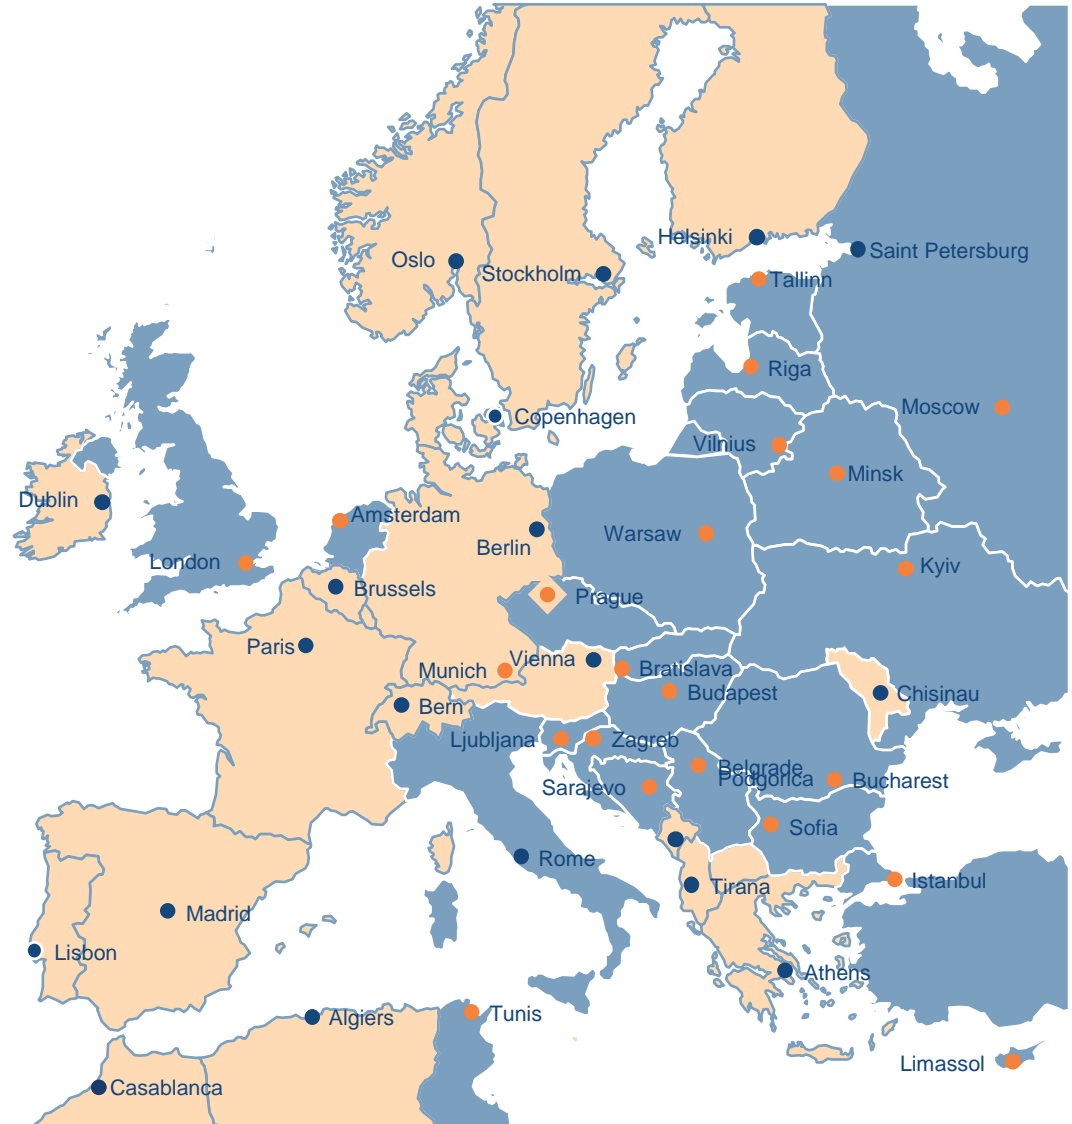 Helsinki
Saint Petersburg
Oslo
Stockholm
Tallinn
Riga
Moscow
Copenhagen
Vilnius
Minsk
Dublin
Amsterdam
Warsaw
Berlin
London
Kyiv
Brussels
Prague
Paris
Vienna
Munich
Bratislava
Budapest
Chisinau
Bern
Ljubljana
Zagreb
Belgrade
Podgorica
Sarajevo
Bucharest
Sofia
Rome
Istanbul
Tirana
Madrid
Lisbon
Athens
Tunis
Algiers
Limassol
Casablanca